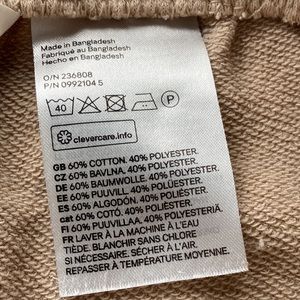 Made in Bangladesh
Fabriqué au Bangladesh
Hecho en Bangladesh
O/N 236808
P/N 0992104 5
40
P
clevercare.info
GB 60% COTTON. 40% POLYESTER.
CZ 60% BAVLNA. 40% POLYESTER.
DE 60% BAUMWOLLE. 40% POLYESTER.
EE 60% PUUVILL. 40% POLÜESTER.
ES 60% ALGODÓN. 40% POLIÉSTER.
cat 60% COTÓ. 40% POLIÈSTER.
FI 60% PUUVILLAA. 40% POLYESTERIÄ.
FR LAVER À LA MACHINE À L'EAU
TIÈDE. BLANCHIR SANS CHLORE
SI NÉCESSAIRE. SÉCHER À PLAT.
REPASSER À TEMPÉRATURE MOYENNE.